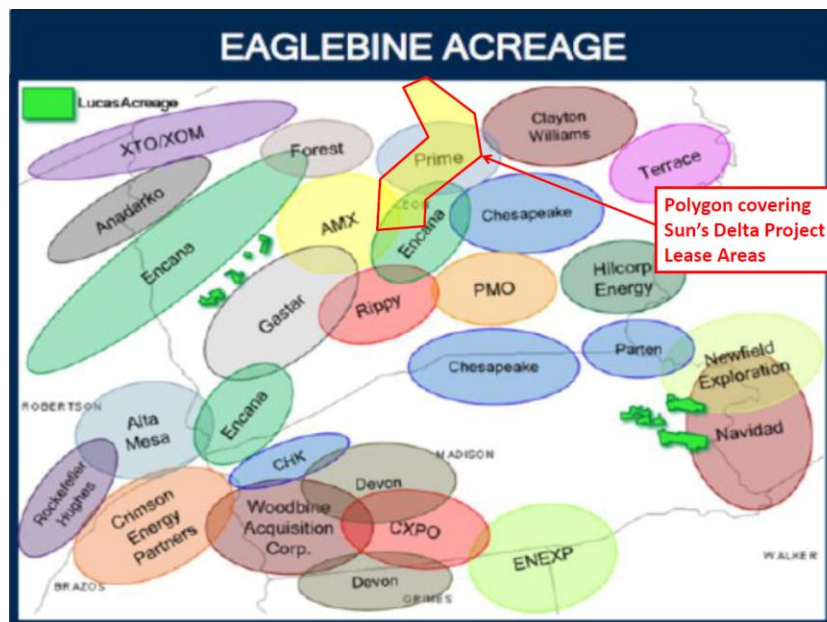 EAGLEBINE ACREAGE
LucasAcreage
XTO/XOM
Forest
Prime
Clayton
Williams
Terrace
Anadarko
Encana
AMX
LEON
Encana
Chesapeake
Polygon covering
Sun's Delta Project
Lease Areas
Gastar
Rippy
PMO
Hilcorp
Energy
Chesapeake
Parten
Newfield
Exploration
ROBERTSON
Alta
Mesa
Encana
Navidad
Rockefeller
Hughes
CHK
MADISON
Devon
Crimson
Energy
Partners
Woodbine
Acquisition
Corp.
CXPO
ENEXP
WALKER
BRAZOS
Devon
GRIMES